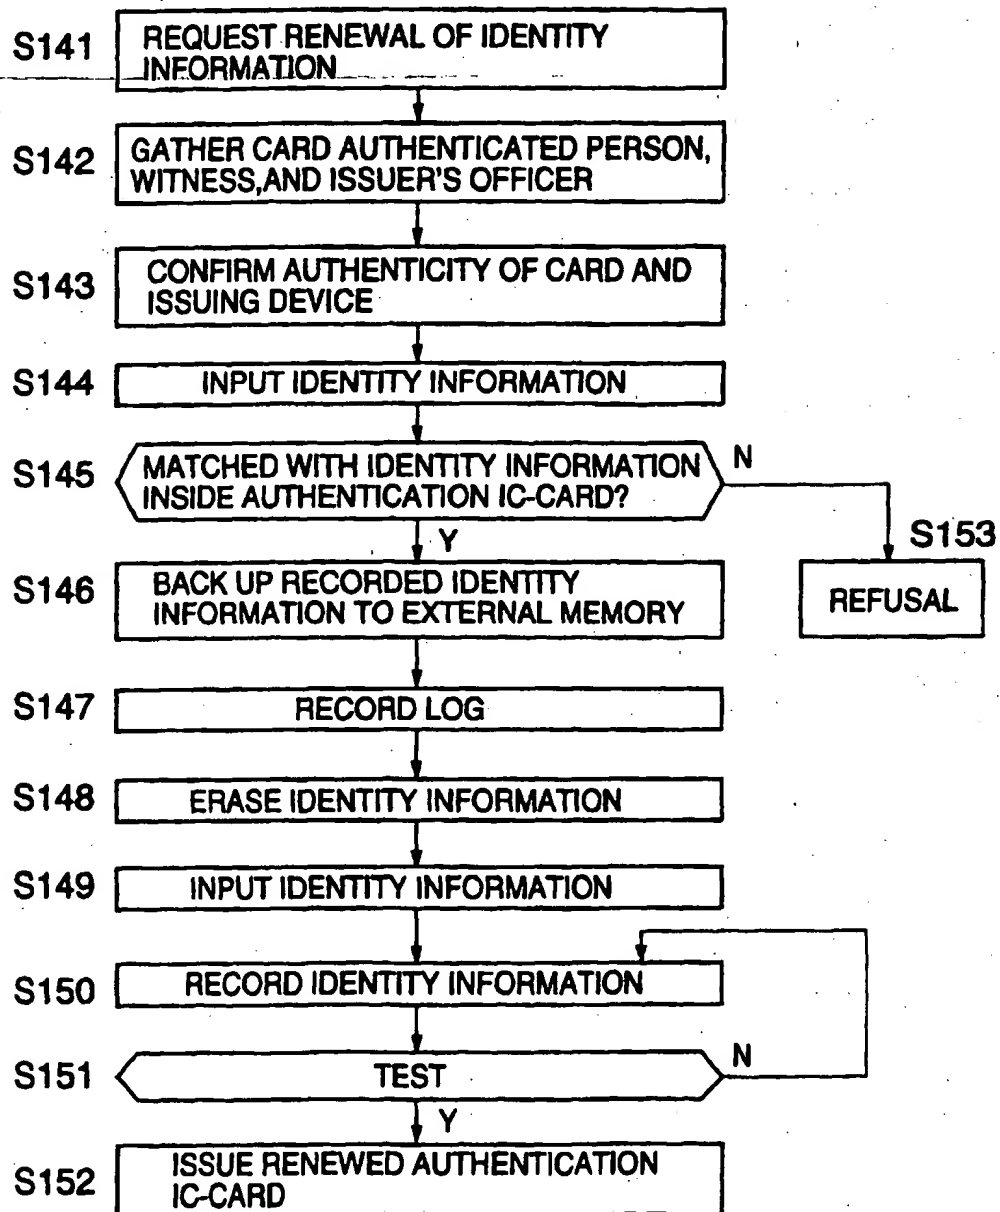 S141
REQUEST RENEWAL OF IDENTITY
INFORMATION
S142
GATHER CARD AUTHENTICATED PERSON,
WITNESS,AND ISSUER'S OFFICER
S143
CONFIRM AUTHENTICITY OF CARD AND
ISSUING DEVICE
S144
INPUT IDENTITY INFORMATION
S145
MATCHED WITH IDENTITY INFORMATION
INSIDE AUTHENTICATION IC-CARD?
N
Y
S153
REFUSAL
S146
BACK UP RECORDED IDENTITY
INFORMATION TO EXTERNAL MEMORY
S147
RECORD LOG
S148
ERASE IDENTITY INFORMATION
S149
INPUT IDENTITY INFORMATION
S150
RECORD IDENTITY INFORMATION
S151
TEST
N
Y
S152
ISSUE RENEWED AUTHENTICATION
IC-CARD